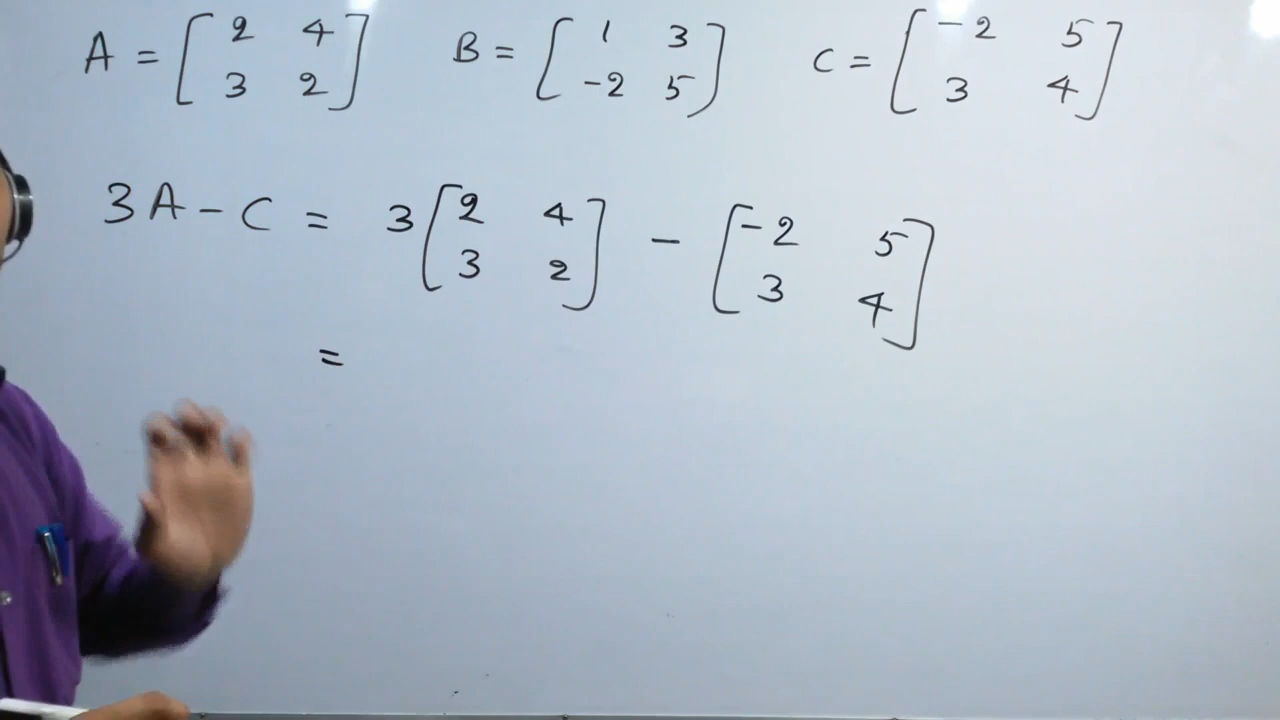 A = [ 2 4 B = [ 1 3 ] C = [ -2 5 ]
3 2 ] -2 5 3 4
3A - C = 3 [ 2 4 ] - [ -2 5 ]
3 2 3 4
=